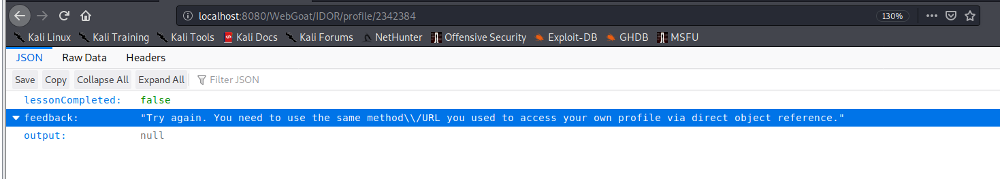 localhost:8080/WebGoat/IDOR/profile/2342384 130%
Kali Linux Kali Training Kali Tools Kali Docs Kali Forums NetHunter Offensive Security Exploit-DB GHDB MSFU
JSON Raw Data Headers
Save Copy Collapse All Expand All Filter JSON
lessonCompleted: false
feedback: "Try again. You need to use the same method\\/URL you used to access your own profile via direct object reference."
output: null